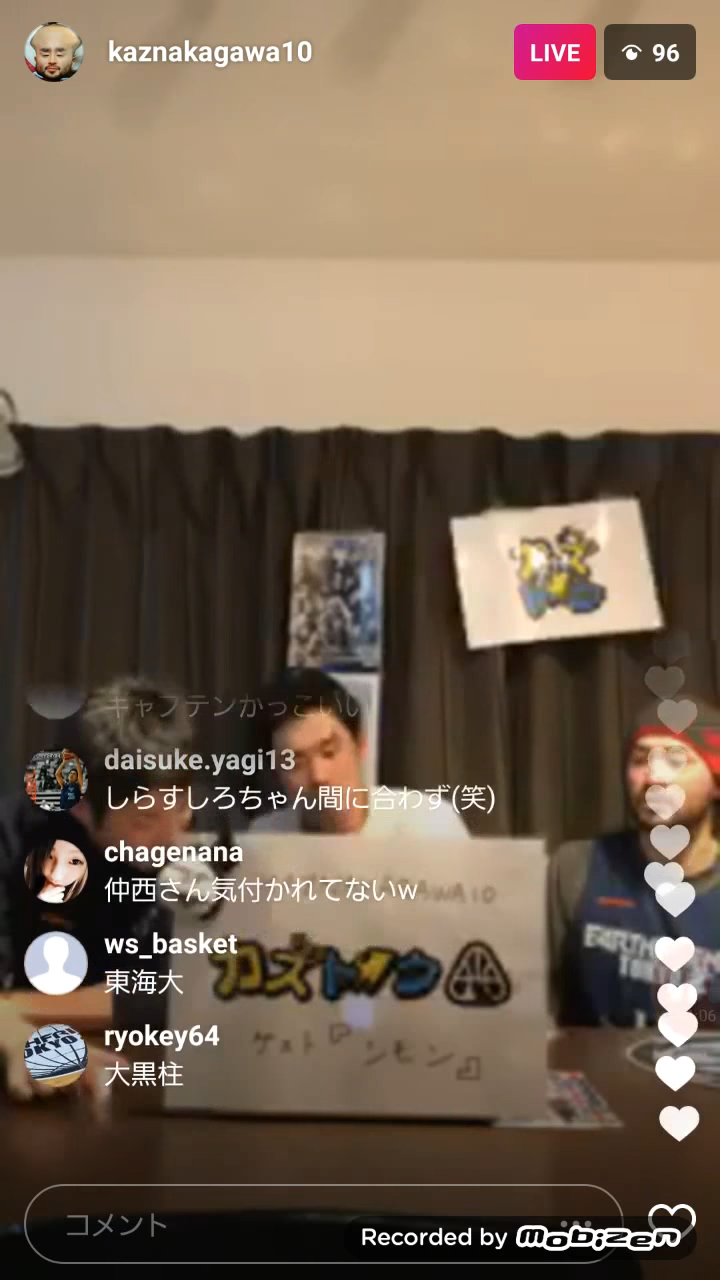 kaznakagawa10
LIVE
96
キャプテンかっこいい
daisuke.yagi13
しらすしろちゃん間に合わず(笑)
chagenana
仲西さん気付かれてないw
ws_basket
東海大
ryokey64
大黒柱
AWA10
カズトーク
ゲスト『シモン』
コメント
Recorded by mobizen